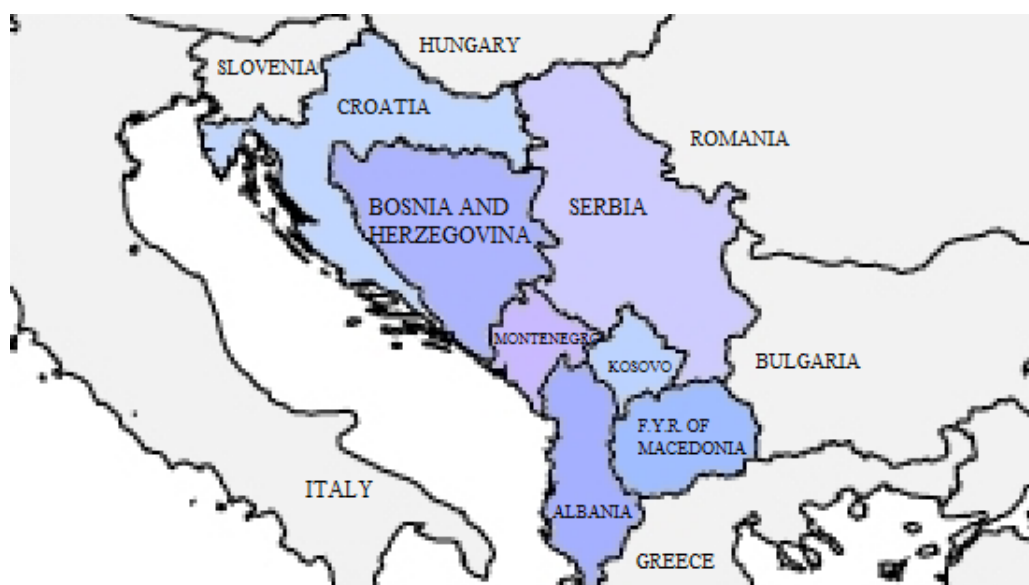 HUNGARY
SLOVENIA
CROATIA
ROMANIA
BOSNIA AND
HERZEGOVINA
SERBIA
MONTENEGRO
KOSOVO
BULGARIA
F.Y.R. OF
MACEDONIA
ITALY
ALBANIA
GREECE